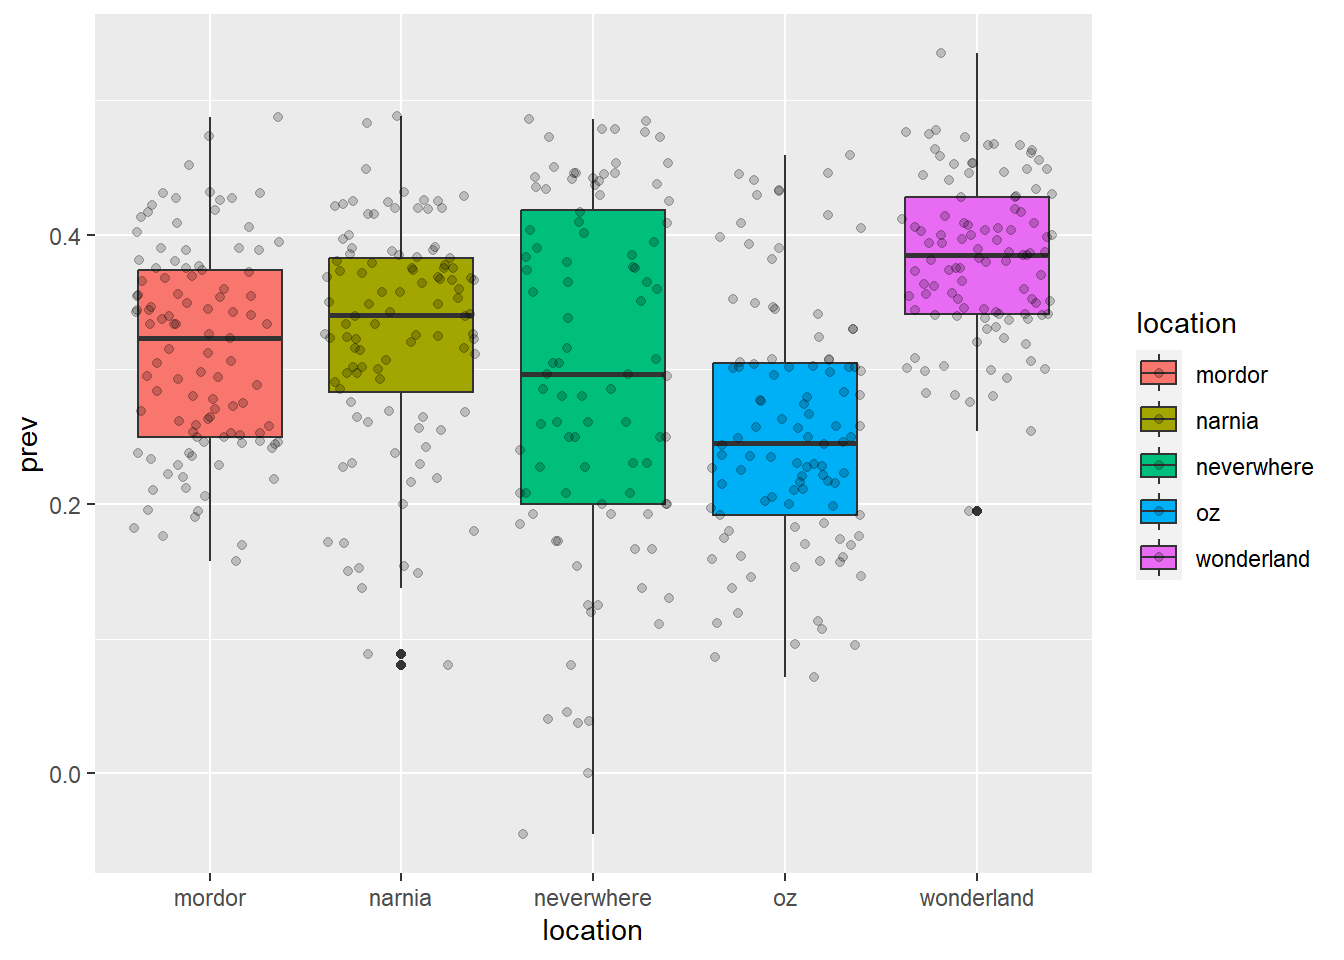 prev
0.4
0.2
0.0
mordor
narnia
neverwhere
oz
wonderland
location
location
mordor
narnia
neverwhere
oz
wonderland